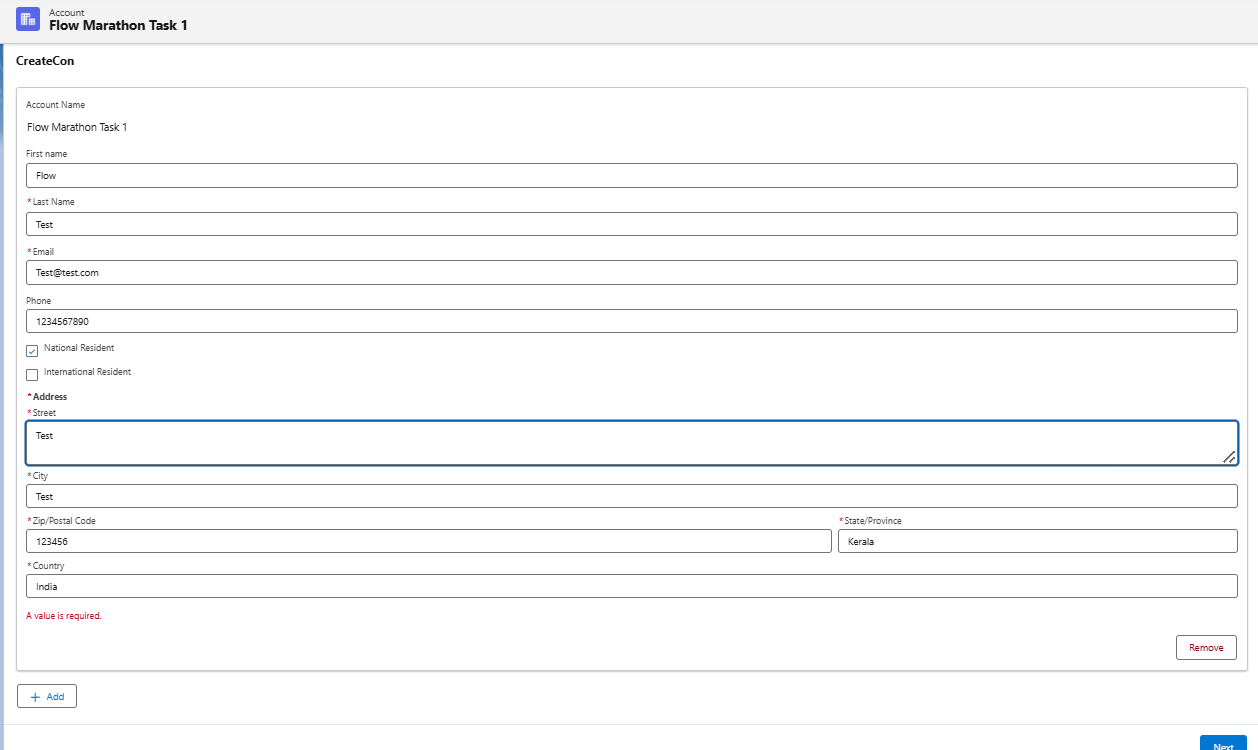 Account
Flow Marathon Task 1
CreateCon
Account Name
Flow Marathon Task 1
First name
Flow
*Last Name
Test
*Email
Test@test.com
Phone
1234567890
National Resident
International Resident
*Address
*Street
Test
*City
Test
*Zip/Postal Code
*State/Province
123456
Kerala
*Country
India
A value is required.
Remove
+ Add
Next